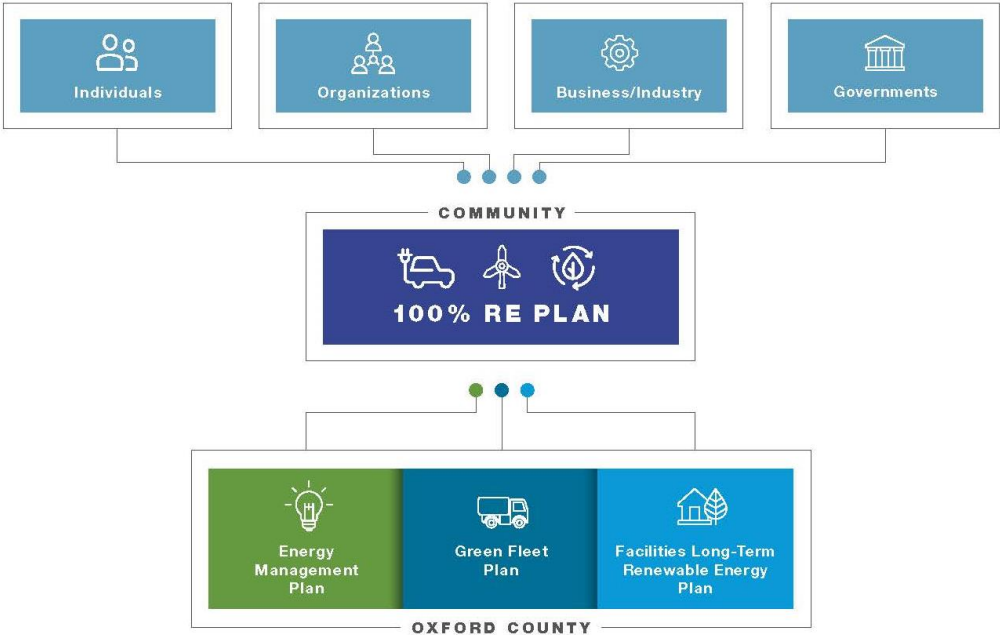 Individuals
Organizations
Business/Industry
Governments
COMMUNITY
100% RE PLAN
Energy
Management
Plan
Green Fleet
Plan
Facilities Long-Term
Renewable Energy
Plan
OXFORD COUNTY